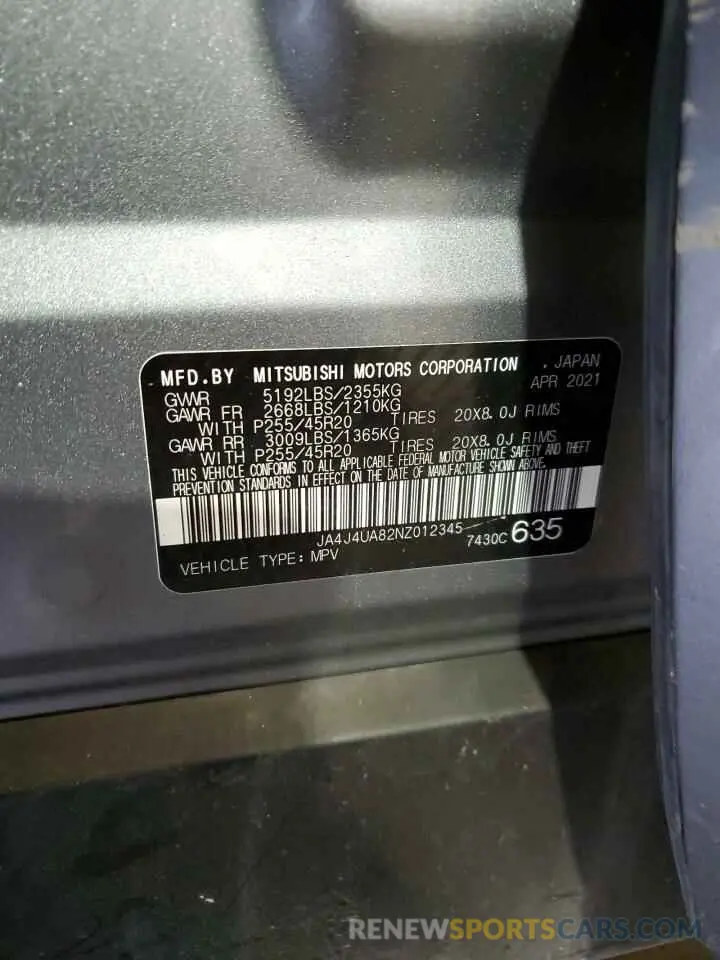 MFD.BY MITSUBISHI MOTORS CORPORATION , JAPAN
APR 2021
GVWR 5192LBS/2355KG
GAWR FR 2668LBS/1210KG
WITH P255/45R20 TIRES 20X8.0J RIMS
GAWR RR 3009LBS/1365KG
WITH P255/45R20 TIRES 20X8.0J RIMS
THIS VEHICLE CONFORMS TO ALL APPLICABLE FEDERAL MOTOR VEHICLE SAFETY AND THEFT
PREVENTION STANDARDS IN EFFECT ON THE DATE OF MANUFACTURE SHOWN ABOVE.
JA4J4UA82NZ012345
7430C 635
VEHICLE TYPE: MPV
RENEWSPORTSCARS.COM